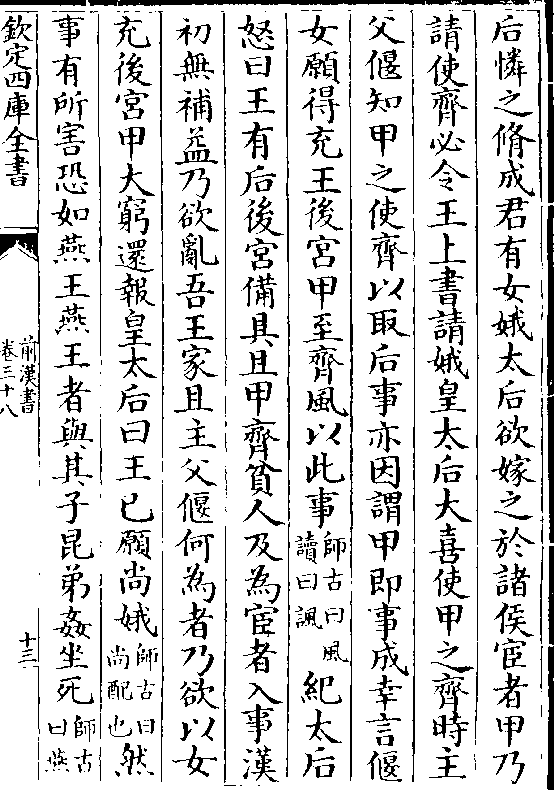 后憐之脩成君有女娥太后欲嫁之於諸侯宦者甲乃
請使齊必令王上書請娥皇太后大喜使甲之齊時主
父偃知甲之使齊以取后事亦因謂甲即事成幸言偃
女願得充王後宮甲至齊風以此事師古曰風讀曰諷紀太后
怒曰王有后後宮備具且甲齊貧人及為宦者入事漢
初無補益乃欲亂吾王家且主父偃何為者乃欲以女
充後宮甲大窮還報皇太后曰王已願尚娥師古曰尚配也然
事有所害恐如燕王燕王者與其子昆弟姦坐死師古曰燕
欽定四庫全書
前漢書
卷三十八
十三